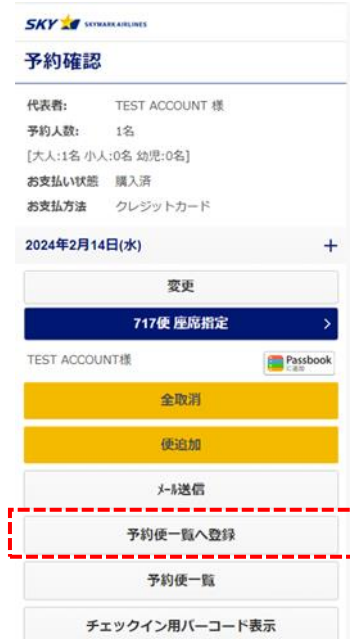 SKY SKYMARK AIRLINES
予約確認
代表者: TEST ACCOUNT 様
予約人数: 1名
[大人:1名 小人:0名 幼児:0名]
お支払い状態 購入済
お支払方法 クレジットカード
2024年2月14日(水) +
変更
717便 座席指定 >
TEST ACCOUNT様 Passbook
に追加
全取消
便追加
メール送信
予約便一覧へ登録
予約便一覧
チェックイン用バーコード表示